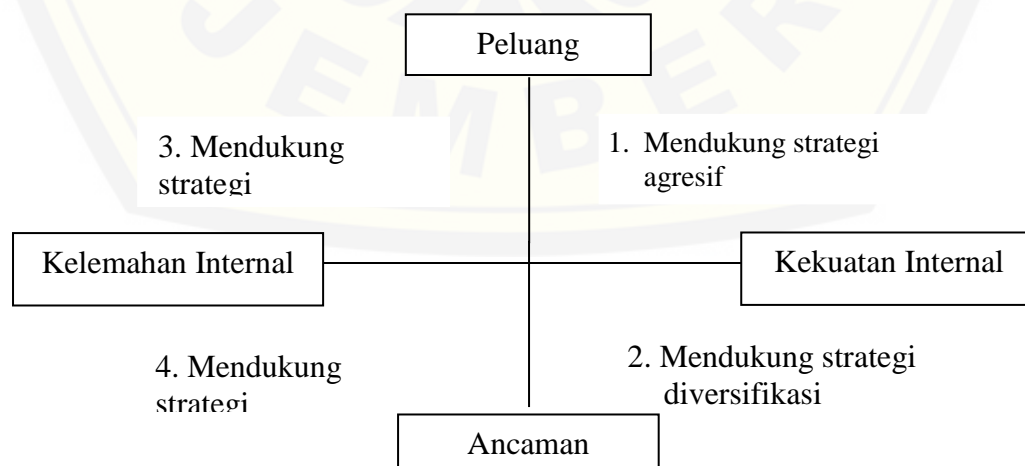 JEMBER
Peluang
3. Mendukung
strategi
1. Mendukung strategi
agresif
Kelemahan Internal
Kekuatan Internal
4. Mendukung
strategi
2. Mendukung strategi
diversifikasi
Ancaman